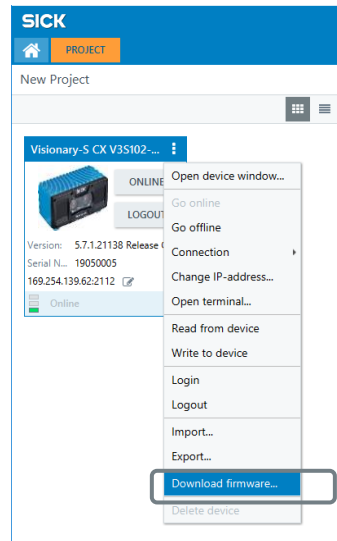 SICK
PROJECT
New Project
Visionary-S CX V3S102-...
ONLINE
LOGOUT
Version: 5.7.1.21138 Release
Serial N... 19050005
169.254.139.62:2112
Online
Open device window...
Go online
Go offline
Connection
Change IP-address...
Open terminal...
Read from device
Write to device
Login
Logout
Import...
Export...
Download firmware...
Delete device